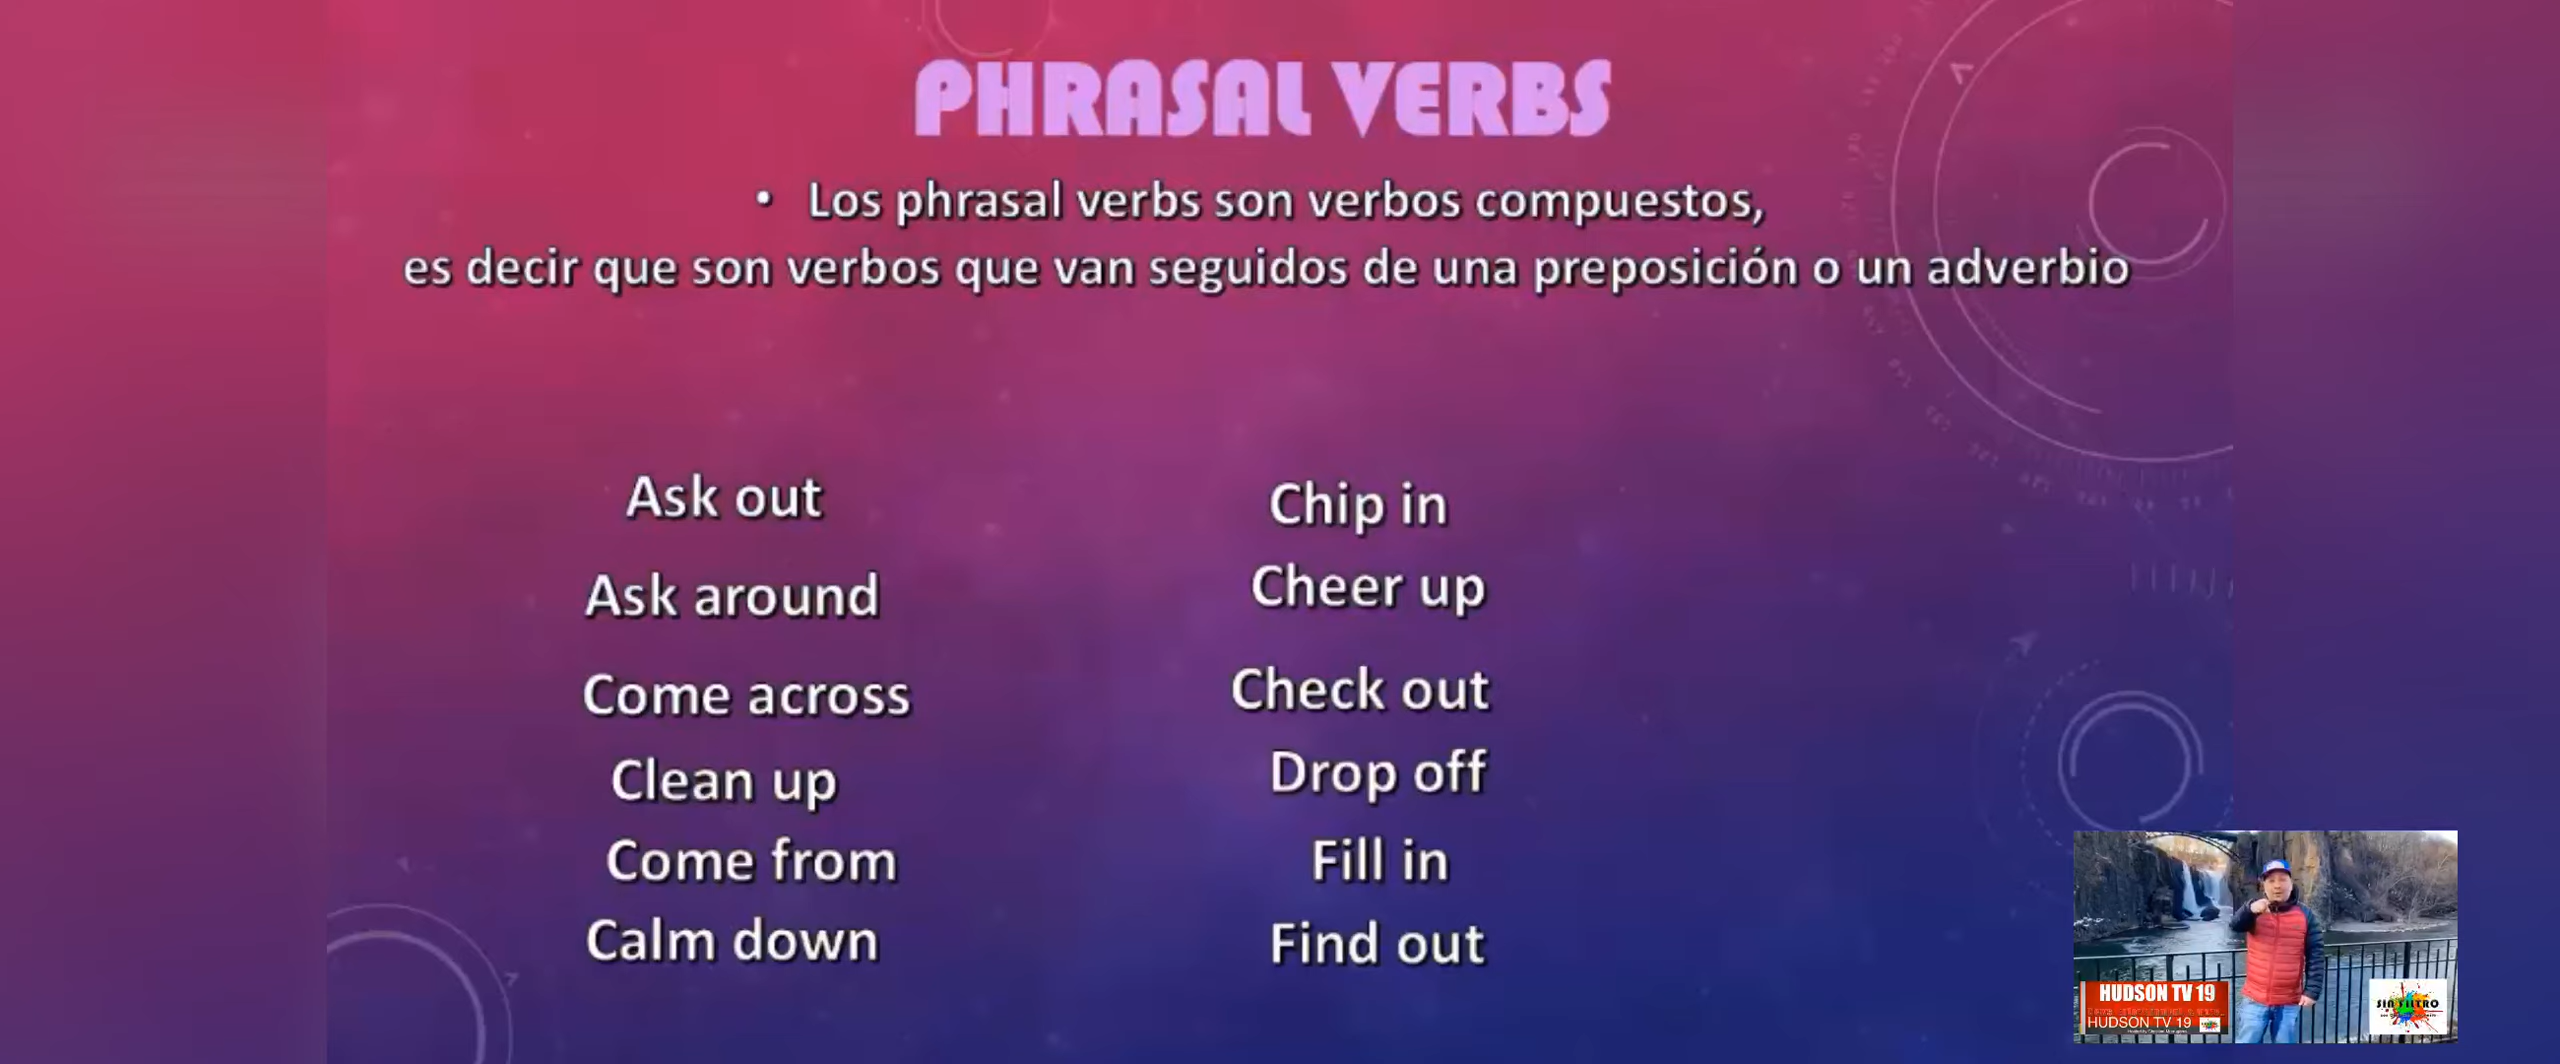 PHRASAL VERBS
• Los phrasal verbs son verbos compuestos,
es decir que son verbos que van seguidos de una preposición o un adverbio
Ask out
Ask around
Come across
Clean up
Come from
Calm down
Chip in
Cheer up
Check out
Drop off
Fill in
Find out
HUDSON TV 19
HUDSON TV 19
SIN FILTRO